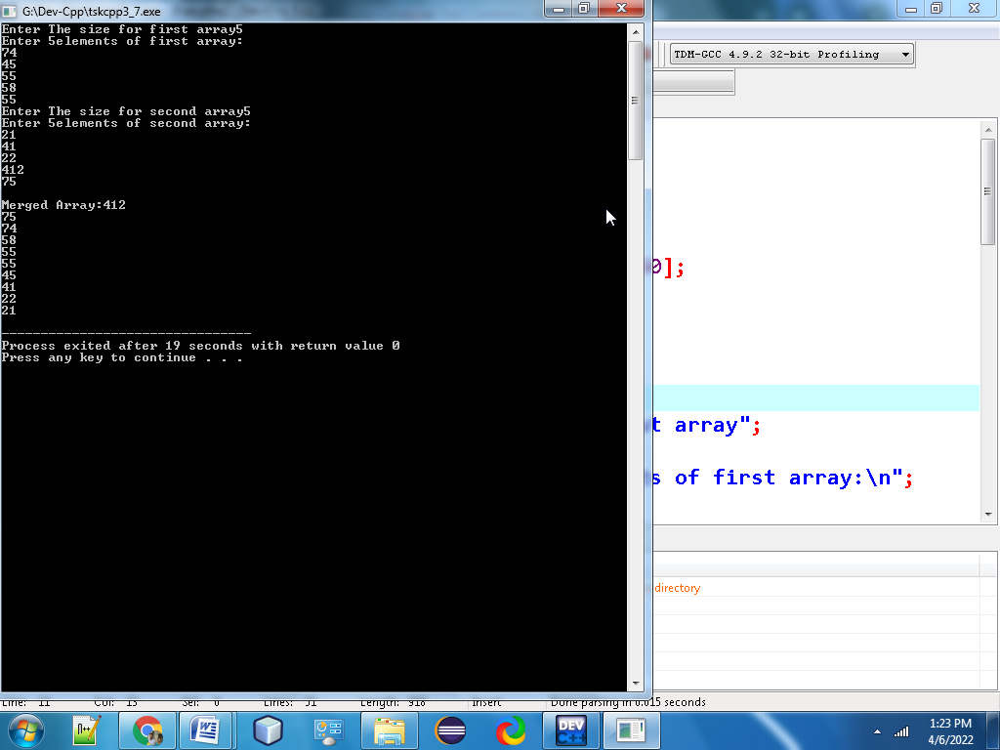 G:\Dev-Cpp\tskcpp3_7.exe
Enter The size for first array5
Enter 5elements of first array:
74
45
55
58
55
Enter The size for second array5
Enter 5elements of second array:
21
41
22
412
75
Merged Array:412
75
74
58
55
55
45
41
22
21
--------------------------------
Process exited after 19 seconds with return value 0
Press any key to continue . . .
TDM-GCC 4.9.2 32-bit Profiling
0];
t array";
s of first array:\n";
directory
Line: 11 Col: 13 Sel: 0 Lines: 51 Length: 918 Insert Done parsing in 0.015 seconds
n++
W
DEV
C++
1:23 PM
4/6/2022